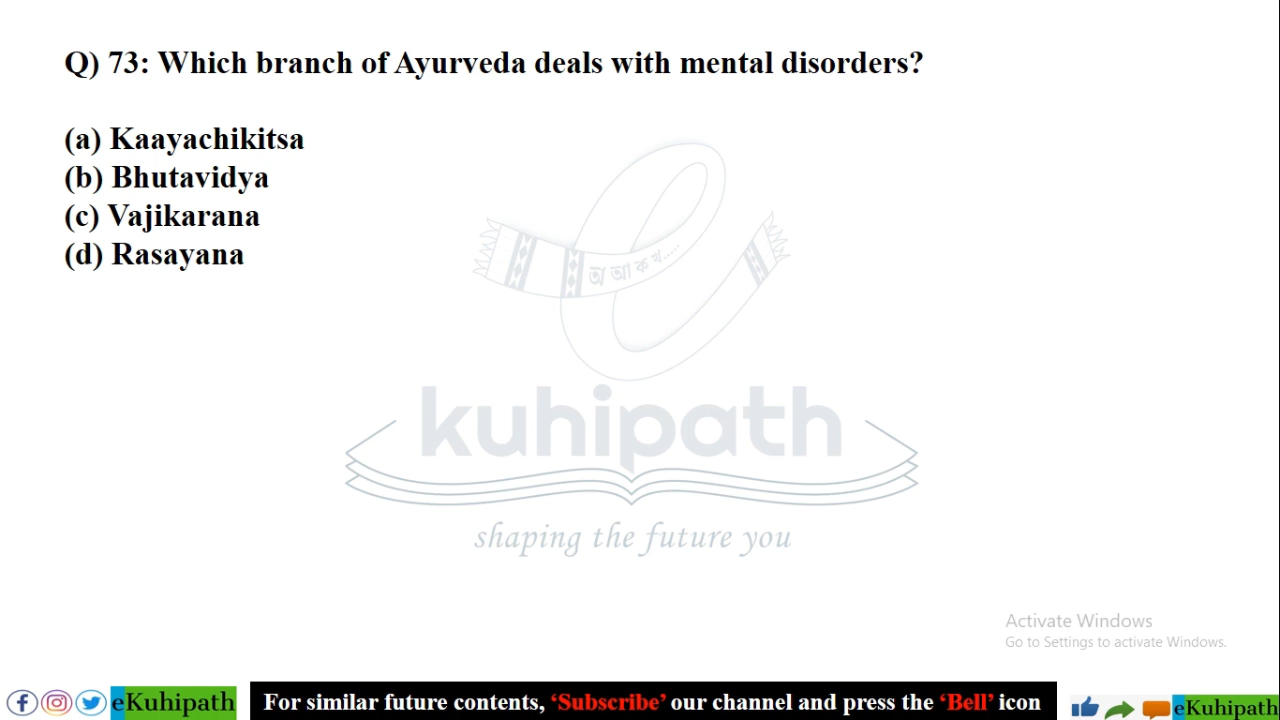 Q) 73: Which branch of Ayurveda deals with mental disorders?
(a) Kaayachikitsa
(b) Bhutavidya
(c) Vajikarana
(d) Rasayana
অ আ ক খ.....
kuhipath
shaping the future you
Activate Windows
Go to Settings to activate Windows.
eKuhipath
For similar future contents, ‘Subscribe’ our channel and press the ‘Bell’ icon
eKuhipath